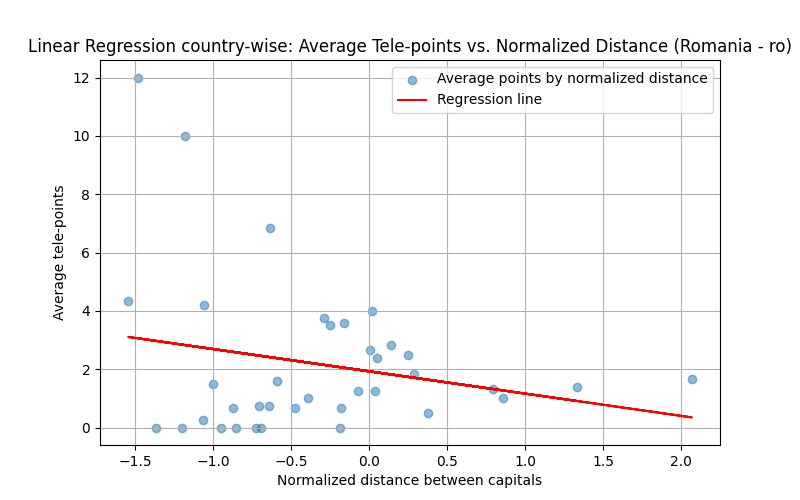 Linear Regression country-wise: Average Tele-points vs. Normalized Distance (Romania - ro)
Average points by normalized distance
Regression line
Average tele-points
12
10
8
6
4
2
0
−1.5 −1.0 −0.5 0.0 0.5 1.0 1.5 2.0
Normalized distance between capitals